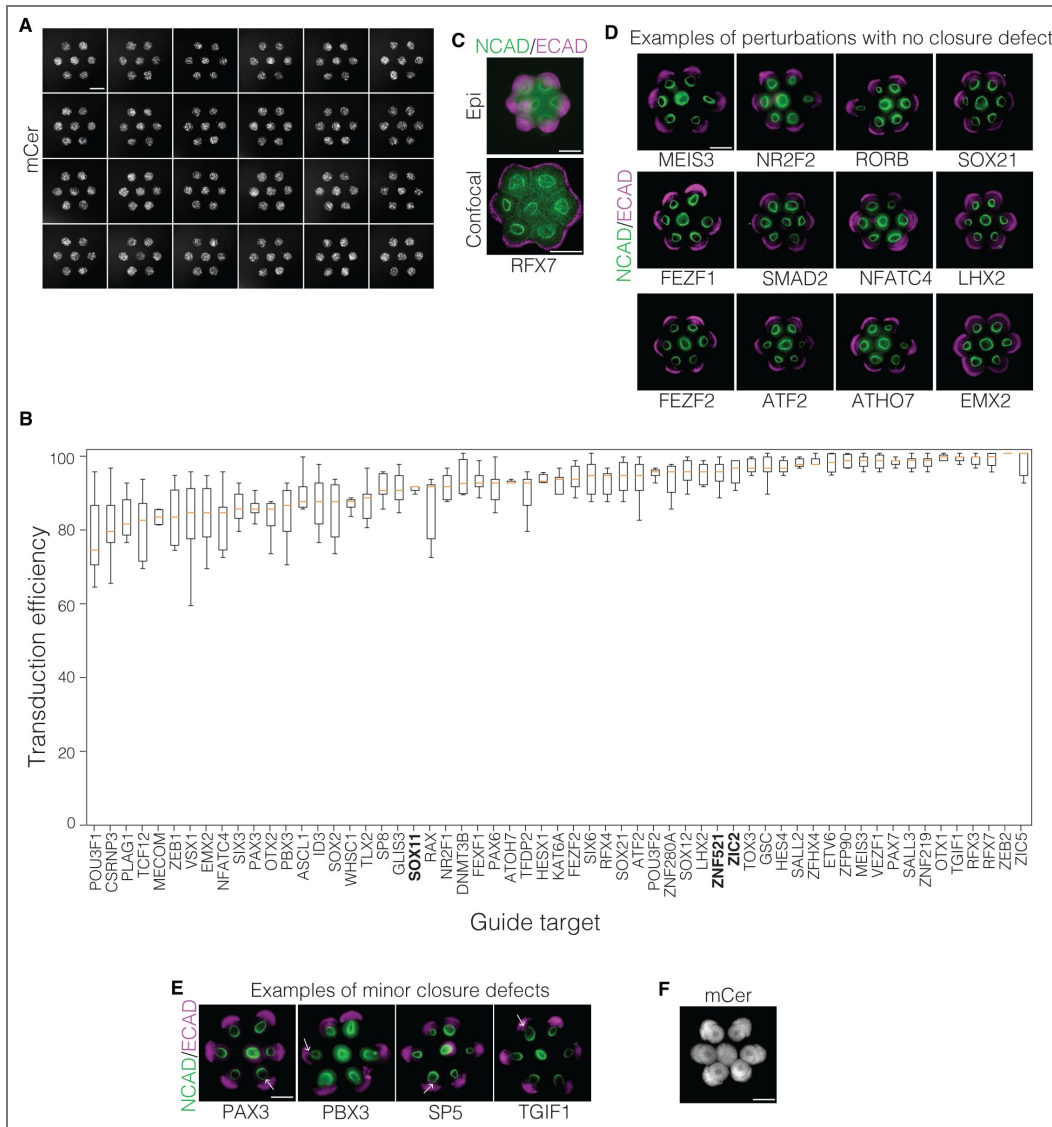 A
mCer
C
NCAD/ECAD
Epi
Confocal
RFX7
D
Examples of perturbations with no closure defect
NCAD/ECAD
MEIS3 NR2F2 RORB SOX21
FEZF1 SMAD2 NFATC4 LHX2
FEZF2 ATF2 ATHO7 EMX2
B
Transduction efficiency
100
80
60
40
20
0
POU3F1
CSRNP3
PLAG1
TCF12
MECOM
ZEB1
VSX1
EMX2
NFATC4
SIX3
PAX3
OTX2
PBX3
ASCL1
ID3
SOX2
WHSC1
TLX2
SP8
GLIS3
SOX11
RAX
NR2F1
DNMT3B
FEXF1
PAX6
ATOH7
TFDP2
HESX1
KAT6A
FEZF2
SIX6
RFX4
SOX21
ATF2
POU3F2
ZNF280A
SOX12
LHX2
ZNF521
ZIC2
TOX3
GSC
HES4
SALL2
ZFHX4
ETV6
ZFP90
MEIS3
VEZF1
PAX7
SALL3
ZNF219
OTX1
TGIF1
RFX3
RFX7
ZEB2
ZIC5
Guide target
E
Examples of minor closure defects
NCAD/ECAD
PAX3 PBX3 SP5 TGIF1
F
mCer